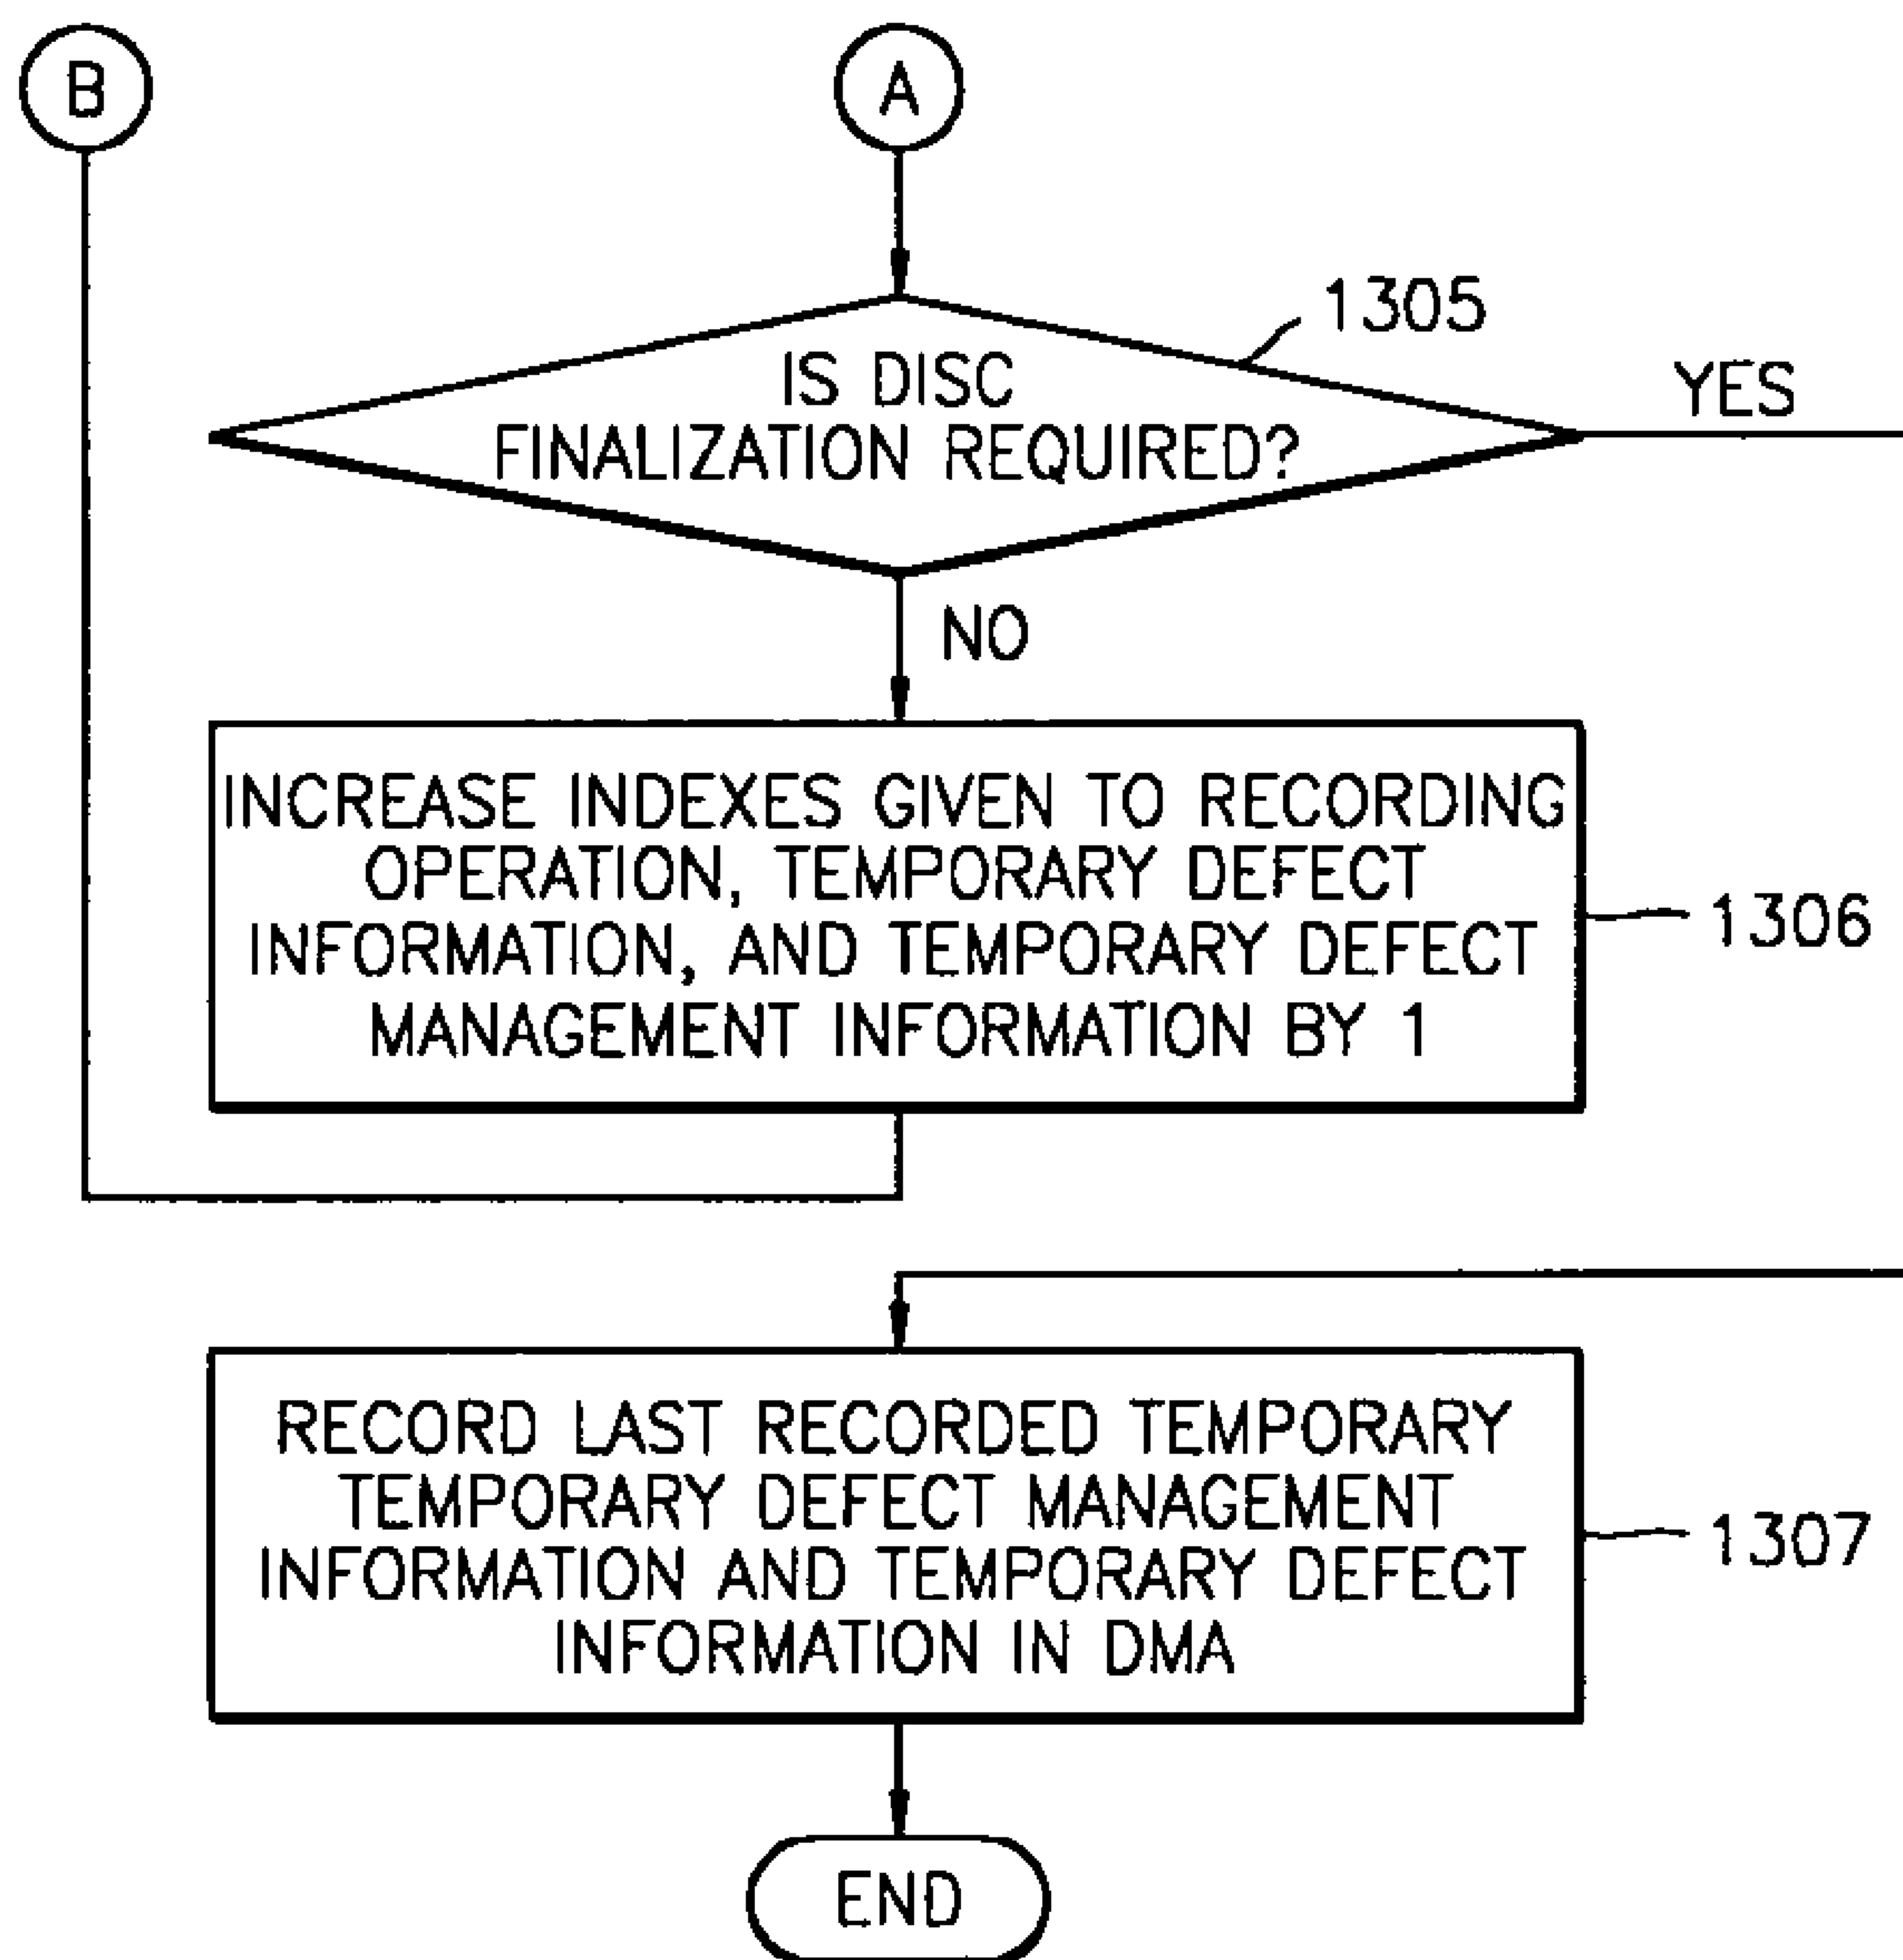 B
A
1305
IS DISC
FINALIZATION REQUIRED?
YES
NO
INCREASE INDEXES GIVEN TO RECORDING
OPERATION, TEMPORARY DEFECT
INFORMATION, AND TEMPORARY DEFECT
MANAGEMENT INFORMATION BY 1
1306
RECORD LAST RECORDED TEMPORARY
TEMPORARY DEFECT MANAGEMENT
INFORMATION AND TEMPORARY DEFECT
INFORMATION IN DMA
1307
END